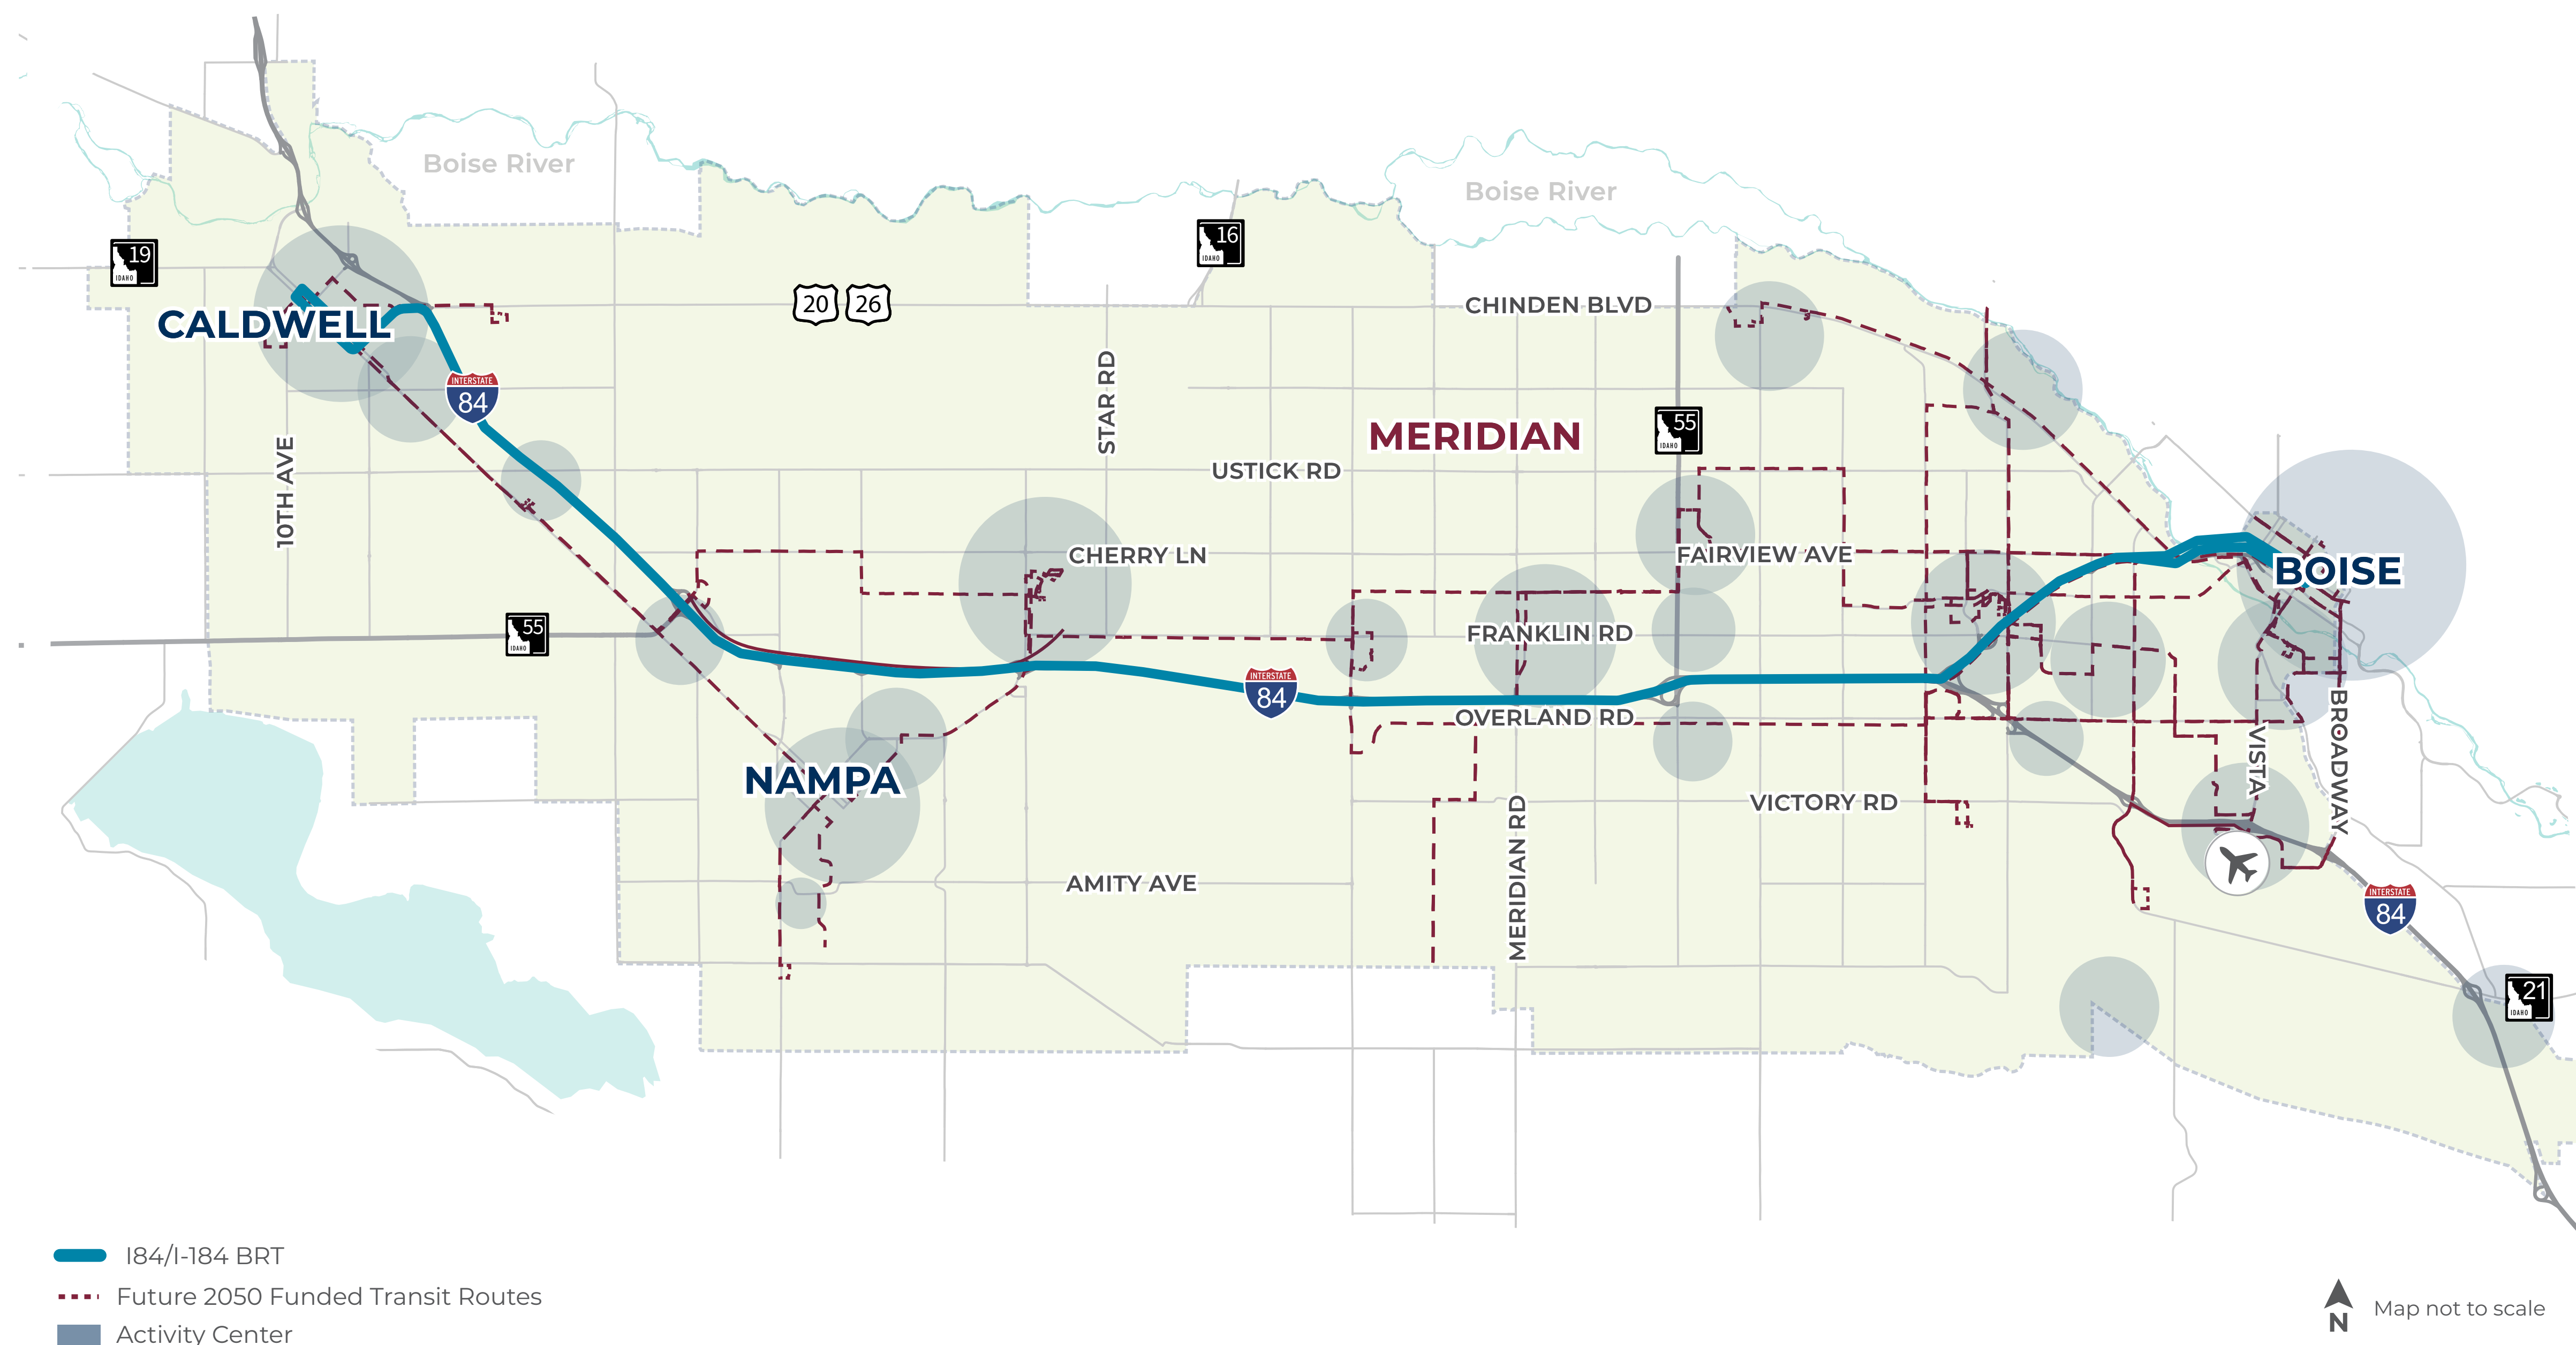 Boise River
Boise River
19
IDAHO
16
IDAHO
20
26
CHINDEN BLVD
CALDWELL
INTERSTATE
84
STAR RD
MERIDIAN
55
IDAHO
10TH AVE
USTICK RD
CHERRY LN
FAIRVIEW AVE
BOISE
55
IDAHO
FRANKLIN RD
INTERSTATE
84
OVERLAND RD
BROADWAY
VISTA
NAMPA
VICTORY RD
MERIDIAN RD
AMITY AVE
INTERSTATE
84
21
IDAHO
I84/I-184 BRT
Future 2050 Funded Transit Routes
Activity Center
N
Map not to scale